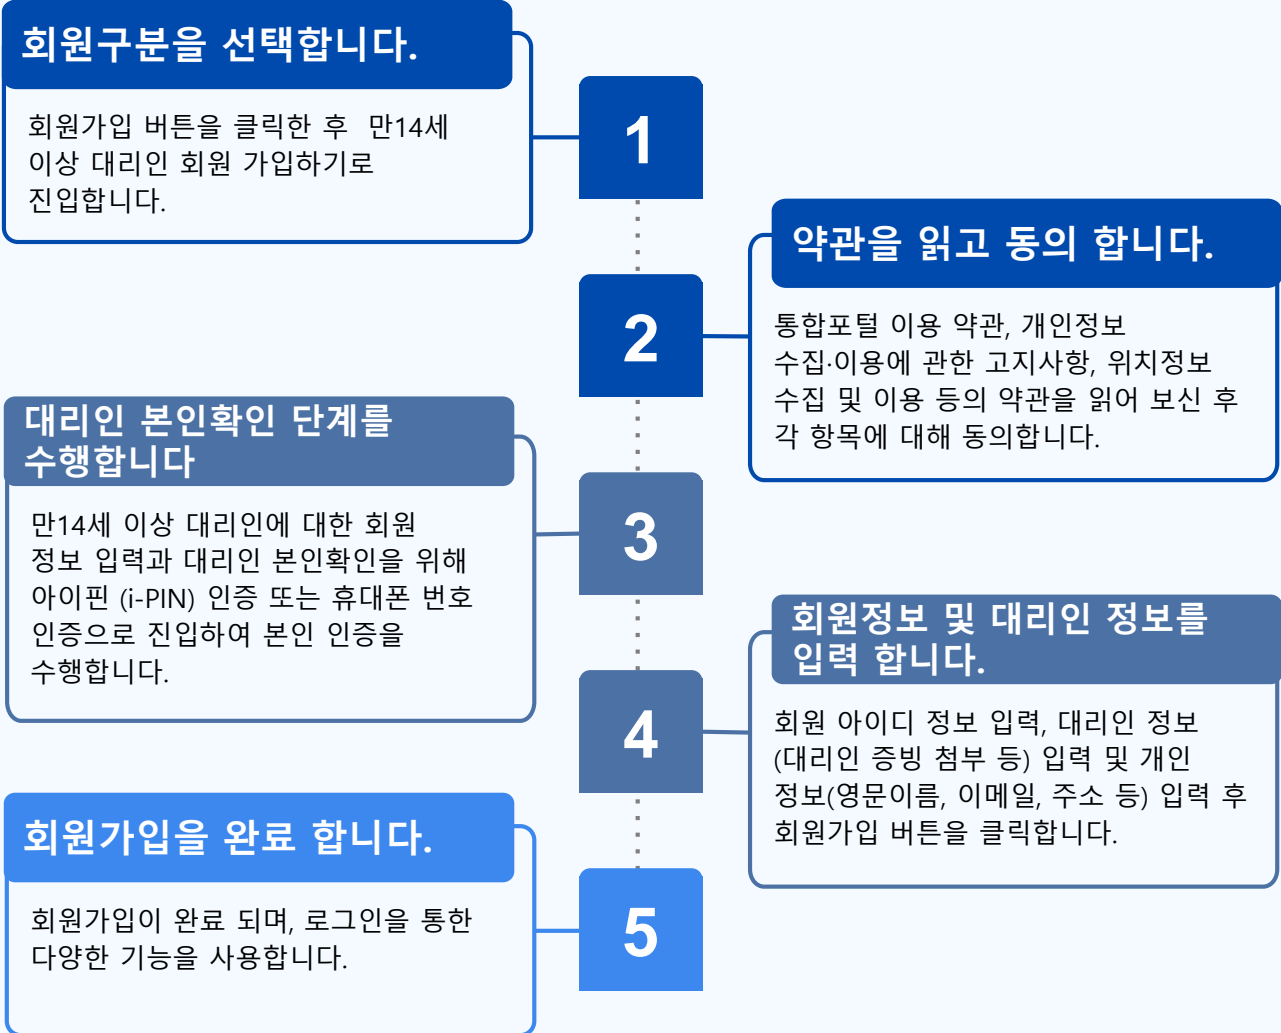 회원구분을 선택합니다.
회원가입 버튼을 클릭한 후 만14세
이상 대리인 회원 가입하기로
진입합니다.
1
약관을 읽고 동의 합니다.
통합포털 이용 약관, 개인정보
수집·이용에 관한 고지사항, 위치정보
수집 및 이용 등의 약관을 읽어 보신 후
각 항목에 대해 동의합니다.
2
대리인 본인확인 단계를
수행합니다
만14세 이상 대리인에 대한 회원
정보 입력과 대리인 본인확인을 위해
아이핀 (i-PIN) 인증 또는 휴대폰 번호
인증으로 진입하여 본인 인증을
수행합니다.
3
회원정보 및 대리인 정보를
입력 합니다.
회원 아이디 정보 입력, 대리인 정보
(대리인 증빙 첨부 등) 입력 및 개인
정보(영문이름, 이메일, 주소 등) 입력 후
회원가입 버튼을 클릭합니다.
4
회원가입을 완료 합니다.
회원가입이 완료 되며, 로그인을 통한
다양한 기능을 사용합니다.
5